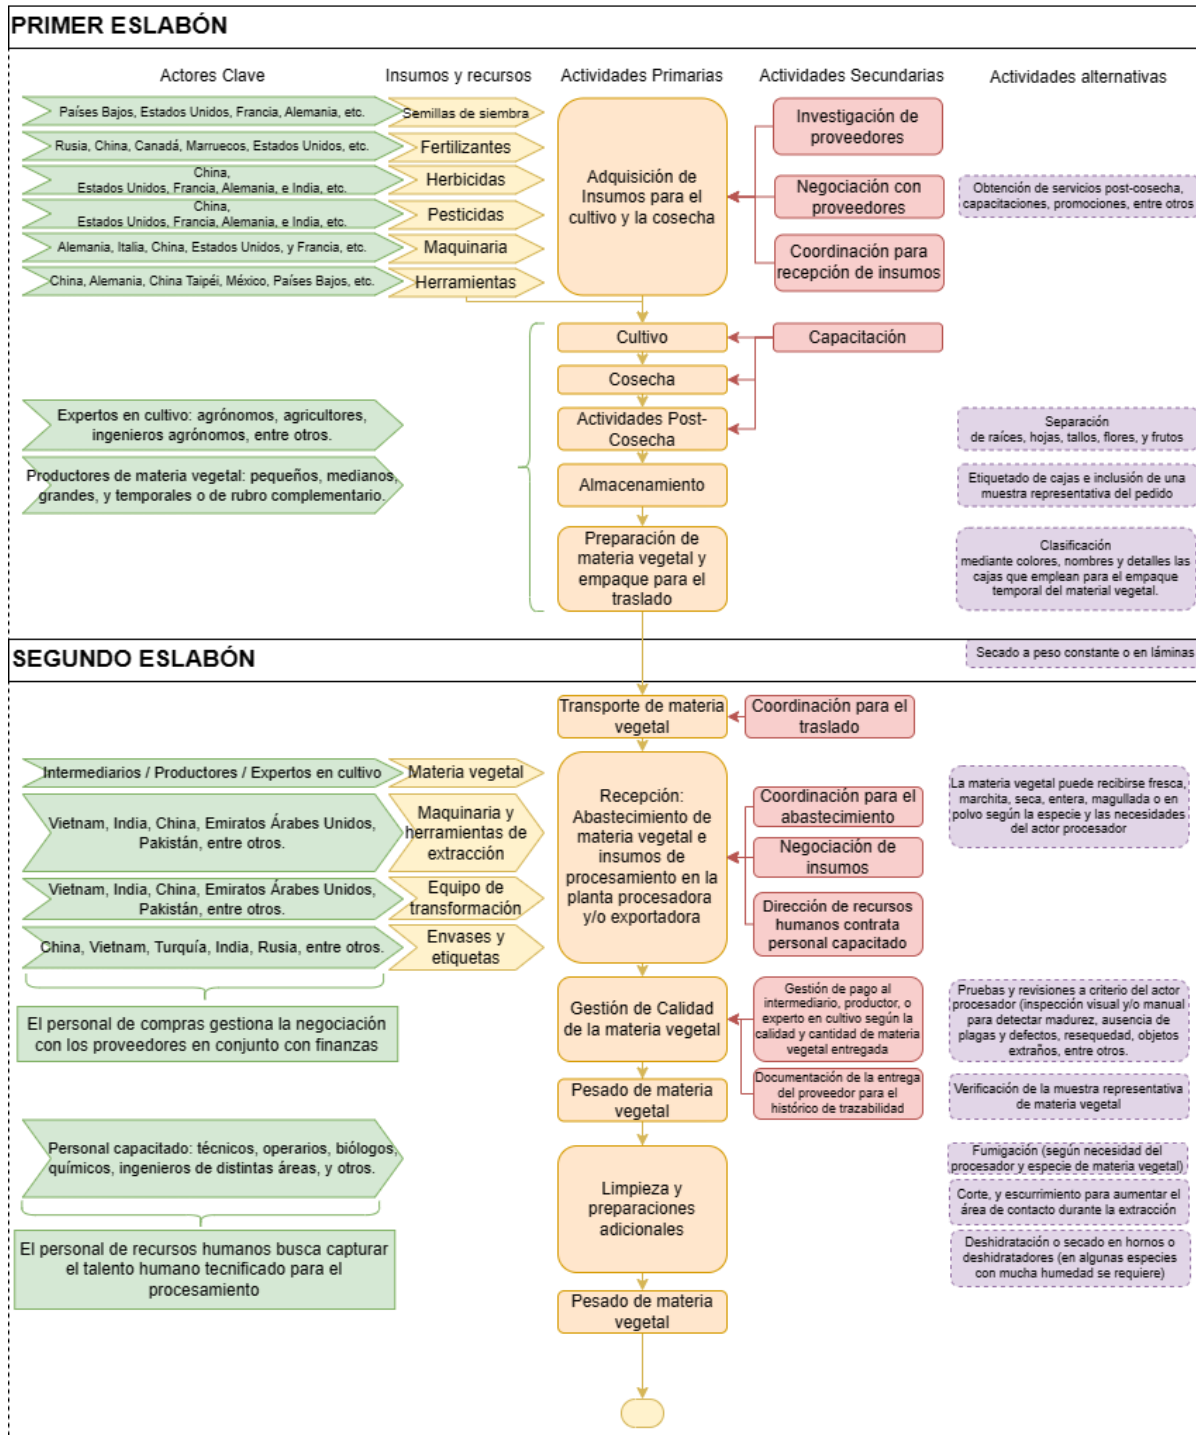 PRIMER ESLABÓN
Actores Clave
Insumos y recursos
Actividades Primarias
Actividades Secundarias
Actividades alternativas
Países Bajos, Estados Unidos, Francia, Alemania, etc.
Semillas de siembra
Rusia, China, Canadá, Marruecos, Estados Unidos, etc.
Fertilizantes
China,
Estados Unidos, Francia, Alemania, e India, etc.
Herbicidas
China,
Estados Unidos, Francia, Alemania, e India, etc.
Pesticidas
Alemania, Italia, China, Estados Unidos, y Francia, etc.
Maquinaria
China, Alemania, China Taipéi, México, Países Bajos, etc.
Herramientas
Adquisición de
Insumos para el
cultivo y la cosecha
Investigación de
proveedores
Negociación con
proveedores
Coordinación para
recepción de insumos
Obtención de servicios post-cosecha,
capacitaciones, promociones, entre otros
Cultivo
Capacitación
Cosecha
Actividades Post-
Cosecha
Almacenamiento
Preparación de
materia vegetal y
empaque para el
traslado
Expertos en cultivo: agrónomos, agricultores,
ingenieros agrónomos, entre otros.
Productores de materia vegetal: pequeños, medianos,
grandes, y temporales o de rubro complementario.
Separación
de raíces, hojas, tallos, flores, y frutos
Etiquetado de cajas e inclusión de una
muestra representativa del pedido
Clasificación
mediante colores, nombres y detalles las
cajas que emplean para el empaque
temporal del material vegetal.
SEGUNDO ESLABÓN
Secado a peso constante o en láminas
Transporte de materia
vegetal
Coordinación para el
traslado
Intermediarios / Productores / Expertos en cultivo
Materia vegetal
Vietnam, India, China, Emiratos Árabes Unidos,
Pakistán, entre otros.
Maquinaria y
herramientas de
extracción
Vietnam, India, China, Emiratos Árabes Unidos,
Pakistán, entre otros.
Equipo de
transformación
China, Vietnam, Turquía, India, Rusia, entre otros.
Envases y
etiquetas
Recepción:
Abastecimiento de
materia vegetal e
insumos de
procesamiento en la
planta procesadora
y/o exportadora
Coordinación para el
abastecimiento
Negociación de
insumos
Dirección de recursos
humanos contrata
personal capacitado
La materia vegetal puede recibirse fresca,
marchita, seca, entera, magullada o en
polvo según la especie y las necesidades
del actor procesador
El personal de compras gestiona la negociación
con los proveedores en conjunto con finanzas
Gestión de Calidad
de la materia vegetal
Gestión de pago al
intermediario, productor, o
experto en cultivo según la
calidad y cantidad de materia
vegetal entregada
Pruebas y revisiones a criterio del actor
procesador (inspección visual y/o manual
para detectar madurez, ausencia de
plagas y defectos, resequedad, objetos
extraños, entre otros.
Pesado de materia
vegetal
Documentación de la entrega
del proveedor para el
histórico de trazabilidad
Verificación de la muestra representativa
de materia vegetal
Personal capacitado: técnicos, operarios, biólogos,
químicos, ingenieros de distintas áreas, y otros.
El personal de recursos humanos busca capturar
el talento humano tecnificado para el
procesamiento
Limpieza y
preparaciones
adicionales
Fumigación (según necesidad del
procesador y especie de materia vegetal)
Corte, y escurrimiento para aumentar el
área de contacto durante la extracción
Deshidratación o secado en hornos o
deshidratadores (en algunas especies
con mucha humedad se requiere)
Pesado de materia
vegetal